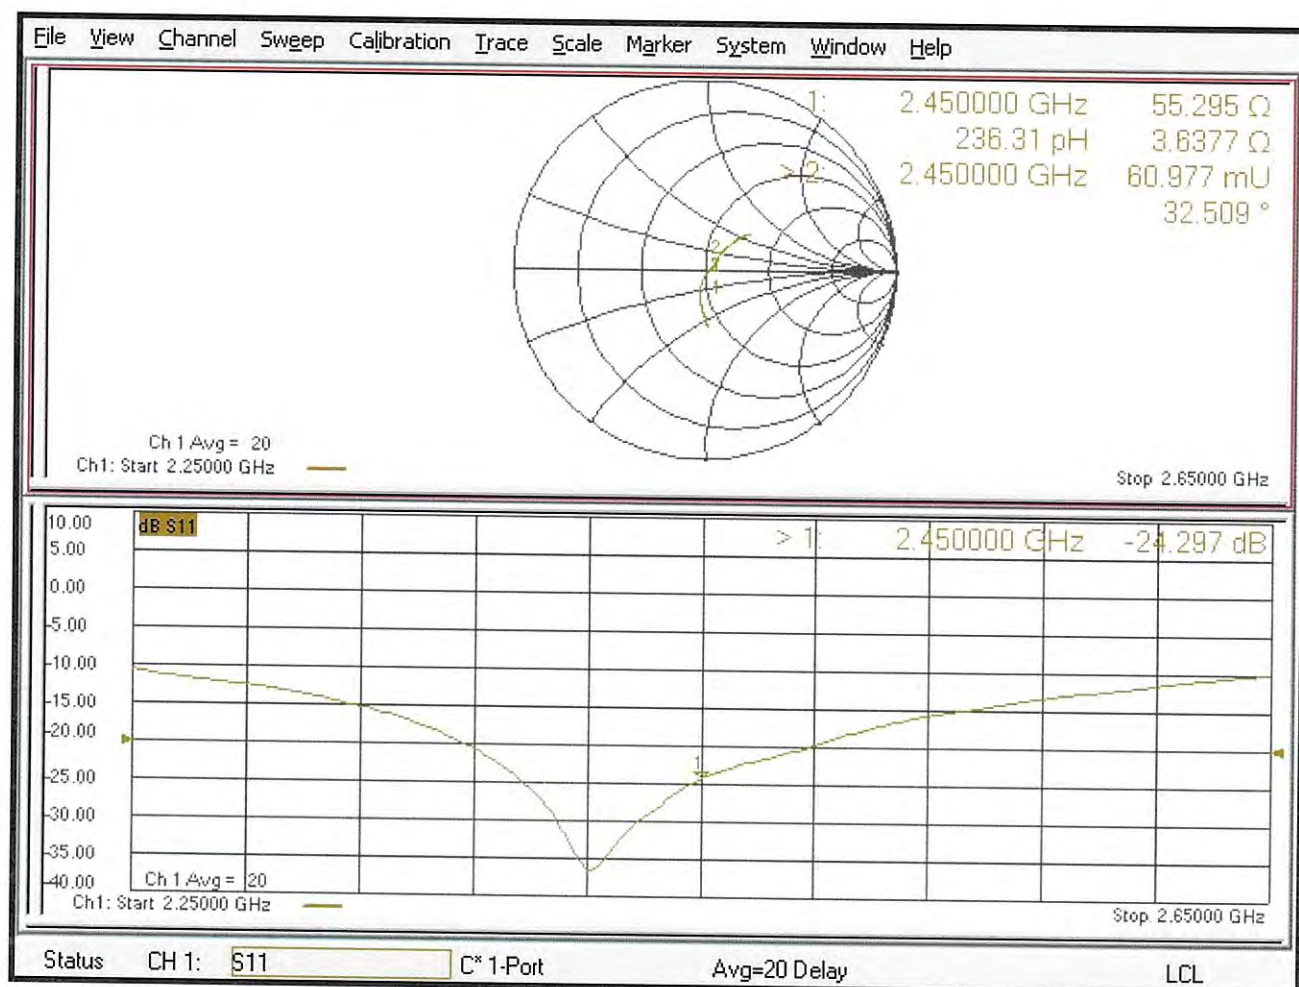 File View Channel Sweep Calibration Trace Scale Marker System Window Help
1: 2.450000 GHz 55.295 Ω
236.31 pH 3.6377 Ω
> 2: 2.450000 GHz 60.977 mU
32.509 °
2
1
Ch 1 Avg = 20
Ch1: Start 2.25000 GHz
Stop 2.65000 GHz
10.00
dB S11
> 1: 2.450000 GHz -24.297 dB
5.00
0.00
-5.00
-10.00
-15.00
-20.00
-25.00
1
-30.00
-35.00
-40.00
Ch 1 Avg = 20
Ch1: Start 2.25000 GHz
Stop 2.65000 GHz
Status CH 1: S11 C* 1-Port Avg=20 Delay LCL